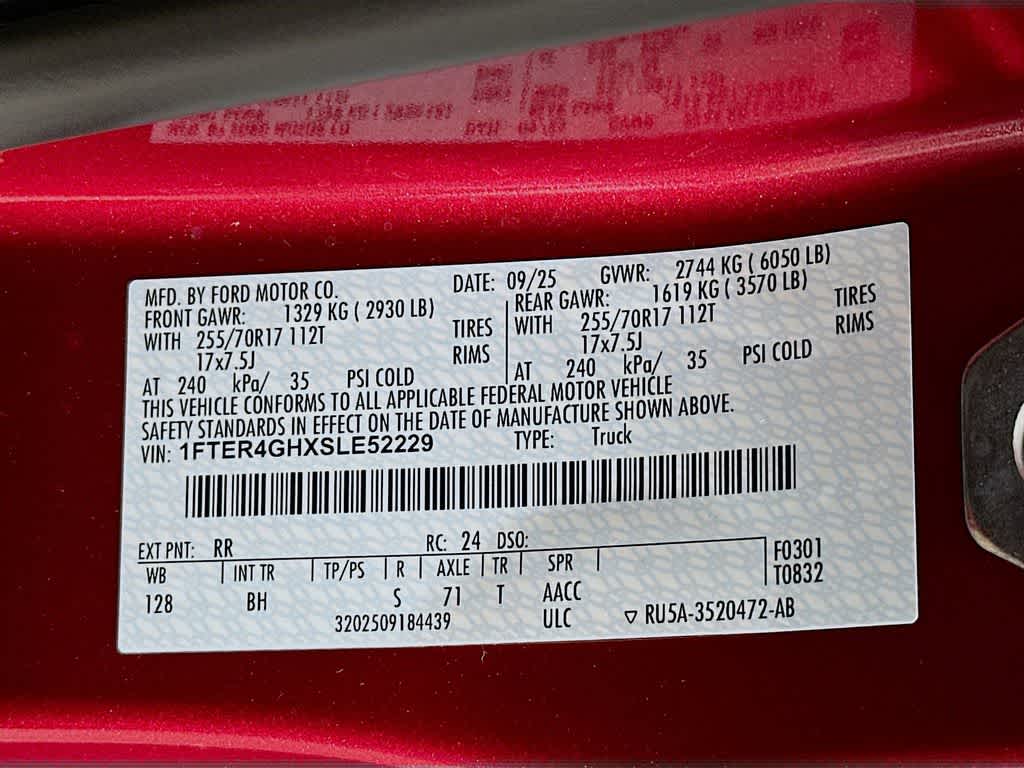 MFD. BY FORD MOTOR CO. DATE: 09/25 GVWR: 2744 KG ( 6050 LB)
FRONT GAWR: 1329 KG ( 2930 LB) REAR GAWR: 1619 KG ( 3570 LB)
WITH 255/70R17 112T TIRES WITH 255/70R17 112T TIRES
17x7.5J RIMS 17x7.5J RIMS
AT 240 kPa/ 35 PSI COLD AT 240 kPa/ 35 PSI COLD
THIS VEHICLE CONFORMS TO ALL APPLICABLE FEDERAL MOTOR VEHICLE
SAFETY STANDARDS IN EFFECT ON THE DATE OF MANUFACTURE SHOWN ABOVE.
VIN: 1FTER4GHXSLE52229 TYPE: Truck
EXT PNT: RR RC: 24 DSO: F0301
WB INT TR TP/PS R AXLE TR SPR T0832
128 BH S 71 T AACC
3202509184439 ULC ▽ RU5A-3520472-AB